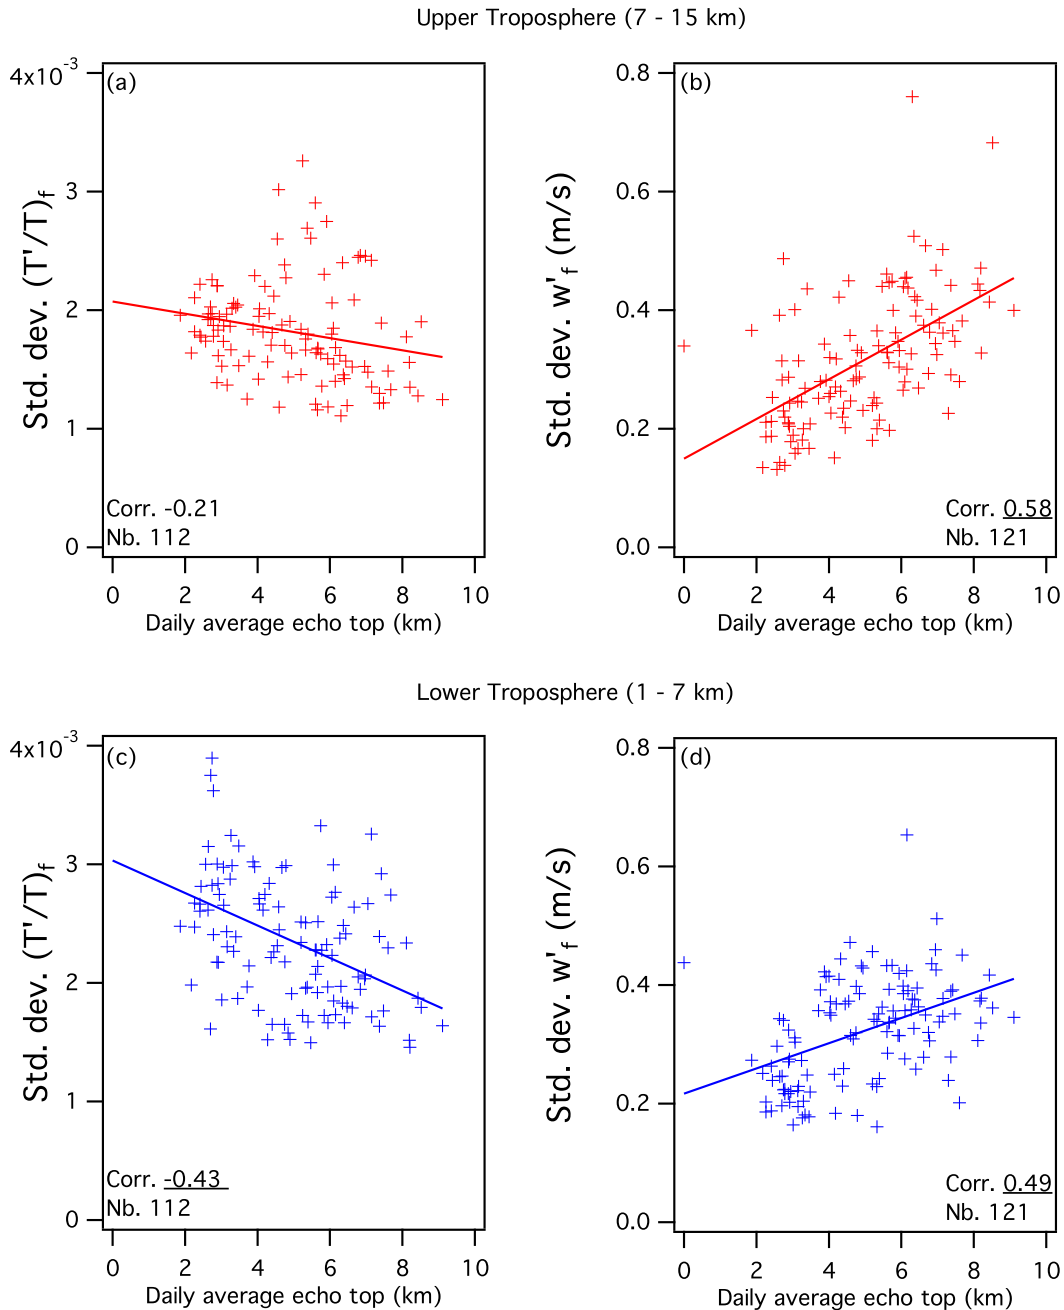 Upper Troposphere (7 - 15 km)
(a)
4x10⁻³
3
2
1
0
Std. dev. (T'/T)f
Corr. -0.21
Nb. 112
0 2 4 6 8 10
Daily average echo top (km)
(b)
0.8
0.6
0.4
0.2
0.0
Std. dev. w'f (m/s)
Corr. 0.58
Nb. 121
0 2 4 6 8 10
Daily average echo top (km)
Lower Troposphere (1 - 7 km)
(c)
4x10⁻³
3
2
1
0
Std. dev. (T'/T)f
Corr. -0.43
Nb. 112
0 2 4 6 8 10
Daily average echo top (km)
(d)
0.8
0.6
0.4
0.2
0.0
Std. dev. w'f (m/s)
Corr. 0.49
Nb. 121
0 2 4 6 8 10
Daily average echo top (km)